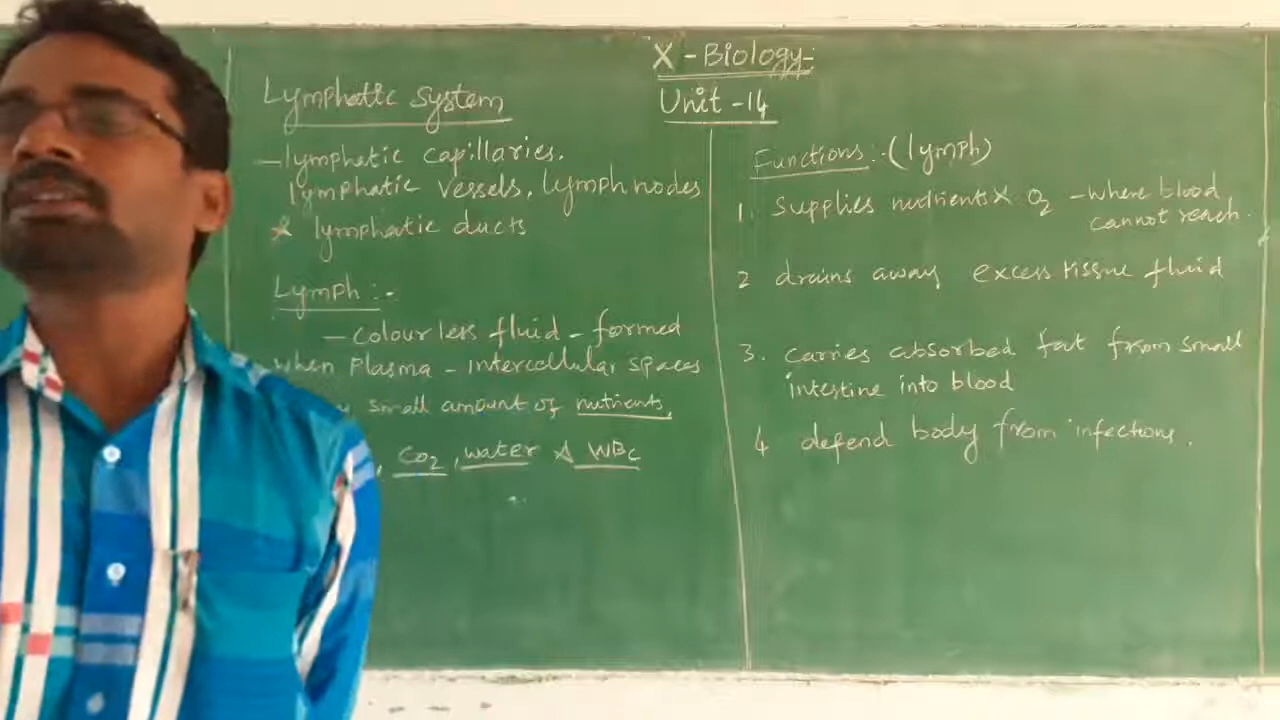 X - Biology:-
Unit - 14
Lymphatic system
- lymphatic capillaries.
lymphatic vessels, lymph nodes
& lymphatic ducts
Lymph :-
- Colourless fluid - formed
when Plasma - intercellular spaces
small amount of nutrients,
, CO2, water & WBC
Functions :- (lymph)
1. Supplies nutrients & O2 - where blood
cannot reach.
2 drains away excess tissue fluid
3. carries absorbed fat from small
intestine into blood
4 defend body from infections.